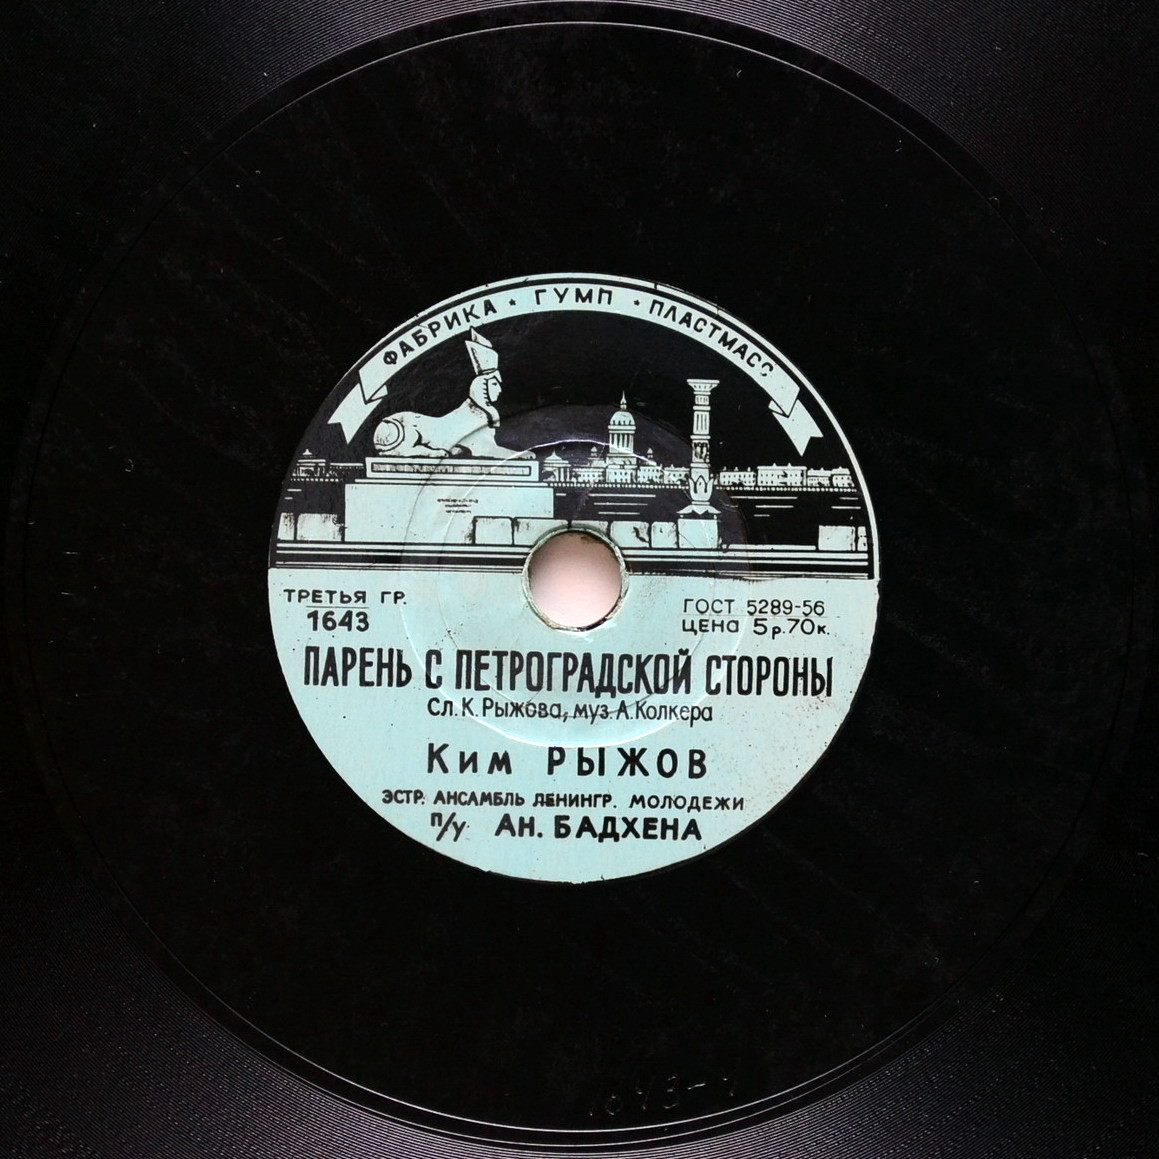 ФАБРИКА ★ ГУМП ★ ПЛАСТМАСС
ТРЕТЬЯ ГР.
1643
ГОСТ 5289-56
ЦЕНА 5р.70к.
ПАРЕНЬ С ПЕТРОГРАДСКОЙ СТОРОНЫ
Сл. К. Рыжова, муз. А. Колкера
Ким РЫЖОВ
ЭСТР. АНСАМБЛЬ ЛЕНИНГР. МОЛОДЕЖИ
п/у АН. БАДХЕНА